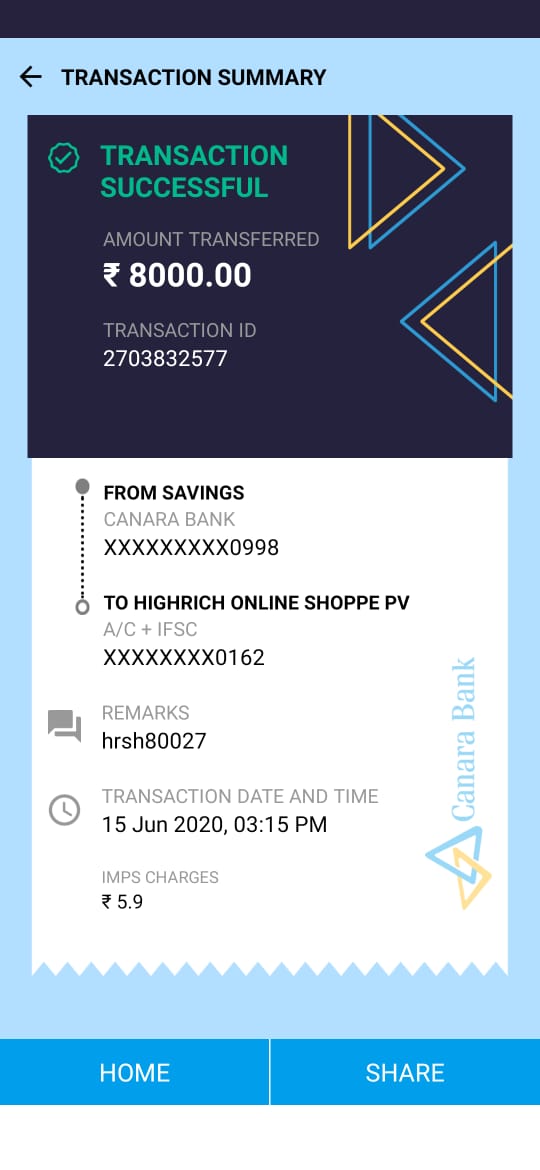 TRANSACTION SUMMARY
TRANSACTION
SUCCESSFUL
AMOUNT TRANSFERRED
₹ 8000.00
TRANSACTION ID
2703832577
FROM SAVINGS
CANARA BANK
XXXXXXXXX0998
TO HIGHRICH ONLINE SHOPPE PV
A/C + IFSC
XXXXXXXX0162
REMARKS
hrsh80027
TRANSACTION DATE AND TIME
15 Jun 2020, 03:15 PM
IMPS CHARGES
₹ 5.9
Canara Bank
HOME
SHARE